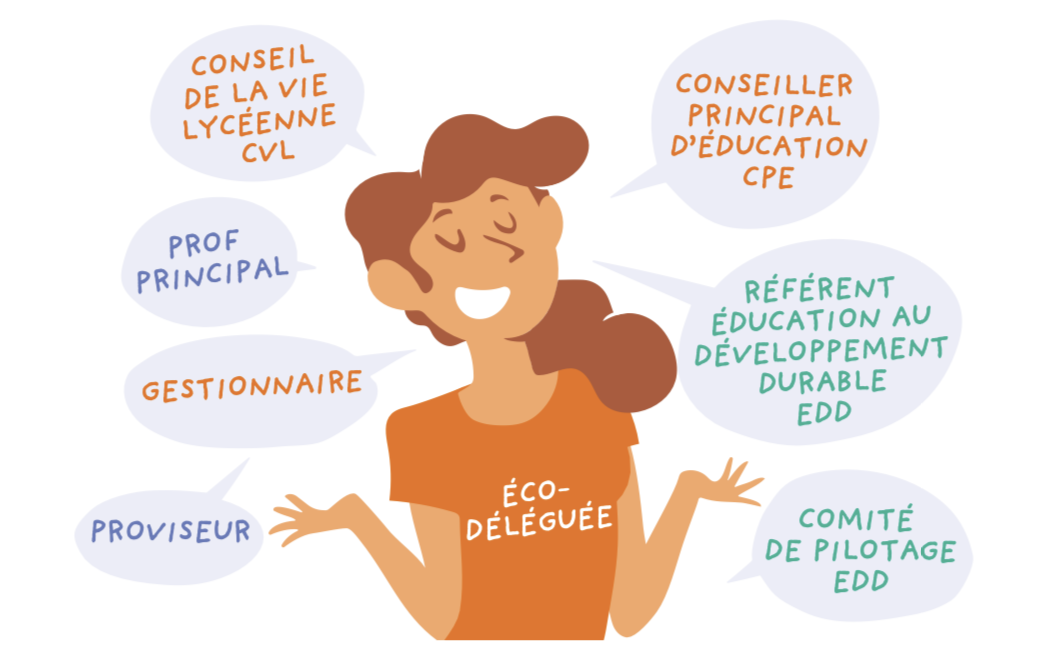 CONSEIL
DE LA VIE
LYCÉENNE
CVL
CONSEILLER
PRINCIPAL
D'ÉDUCATION
CPE
PROF
PRINCIPAL
RÉFÉRENT
ÉDUCATION AU
DÉVELOPPEMENT
DURABLE
EDD
GESTIONNAIRE
ÉCO-
DÉLÉGUÉE
PROVISEUR
COMITÉ
DE PILOTAGE
EDD